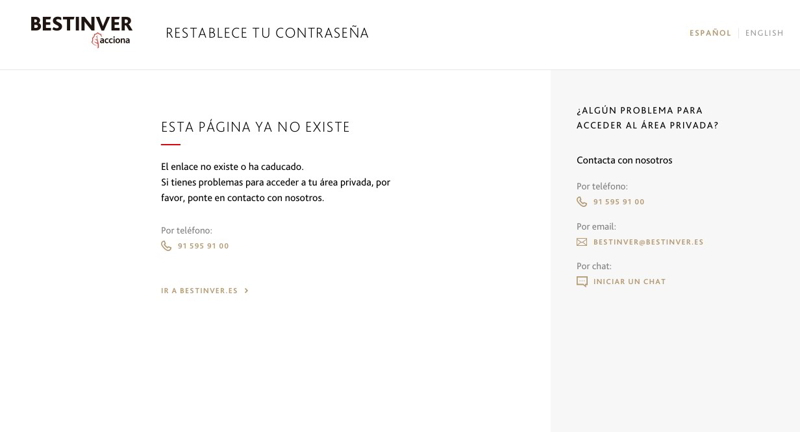 BESTINVER
acciona
RESTABLECE TU CONTRASEÑA
ESPAÑOL
ENGLISH
ESTA PÁGINA YA NO EXISTE
El enlace no existe o ha caducado.
Si tienes problemas para acceder a tu área privada, por
favor, ponte en contacto con nosotros.
Por teléfono:
91 595 91 00
IR A BESTINVER.ES
¿ALGÚN PROBLEMA PARA
ACCEDER AL ÁREA PRIVADA?
Contacta con nosotros
Por teléfono:
91 595 91 00
Por email:
BESTINVER@BESTINVER.ES
Por chat:
INICIAR UN CHAT